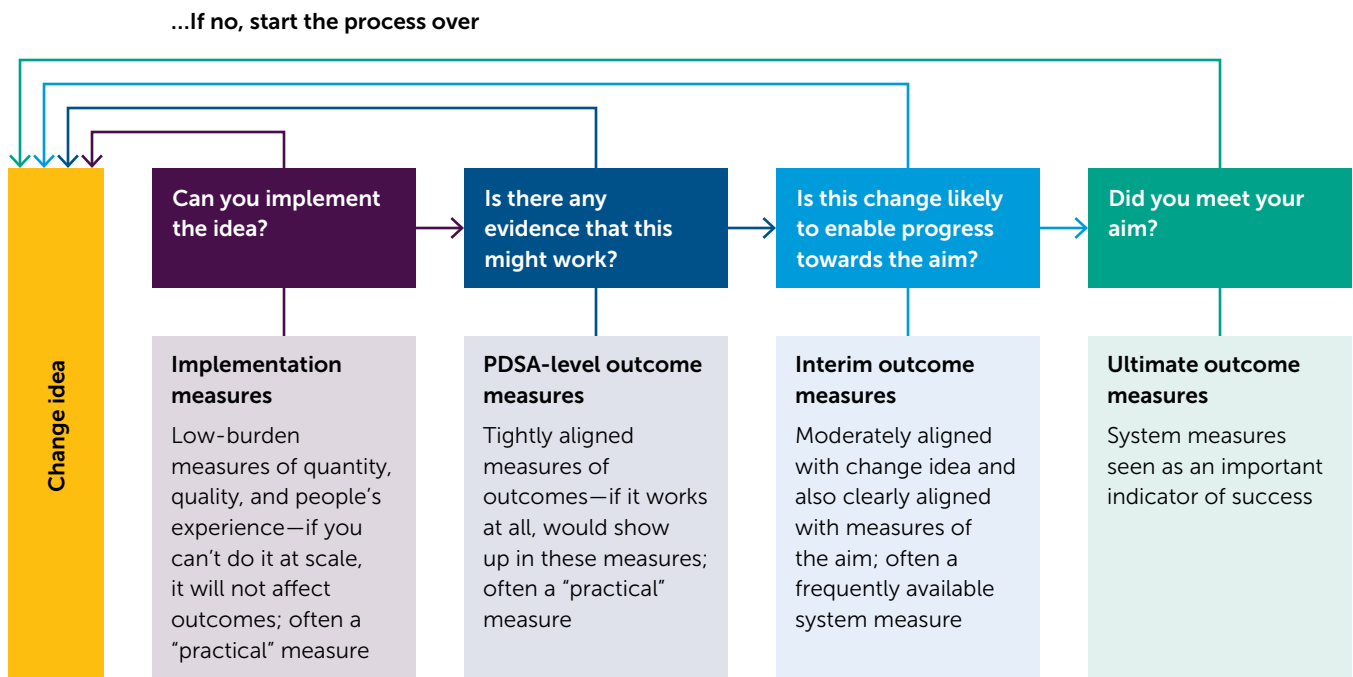 ...If no, start the process over
Change idea
Can you implement
the idea?
Is there any
evidence that this
might work?
Is this change likely
to enable progress
towards the aim?
Did you meet your
aim?
Implementation
measures
Low-burden
measures of quantity,
quality, and people’s
experience—if you
can’t do it at scale,
it will not affect
outcomes; often a
“practical” measure
PDSA-level outcome
measures
Tightly aligned
measures of
outcomes—if it works
at all, would show
up in these measures;
often a “practical”
measure
Interim outcome
measures
Moderately aligned
with change idea and
also clearly aligned
with measures of
the aim; often a
frequently available
system measure
Ultimate outcome
measures
System measures
seen as an important
indicator of success